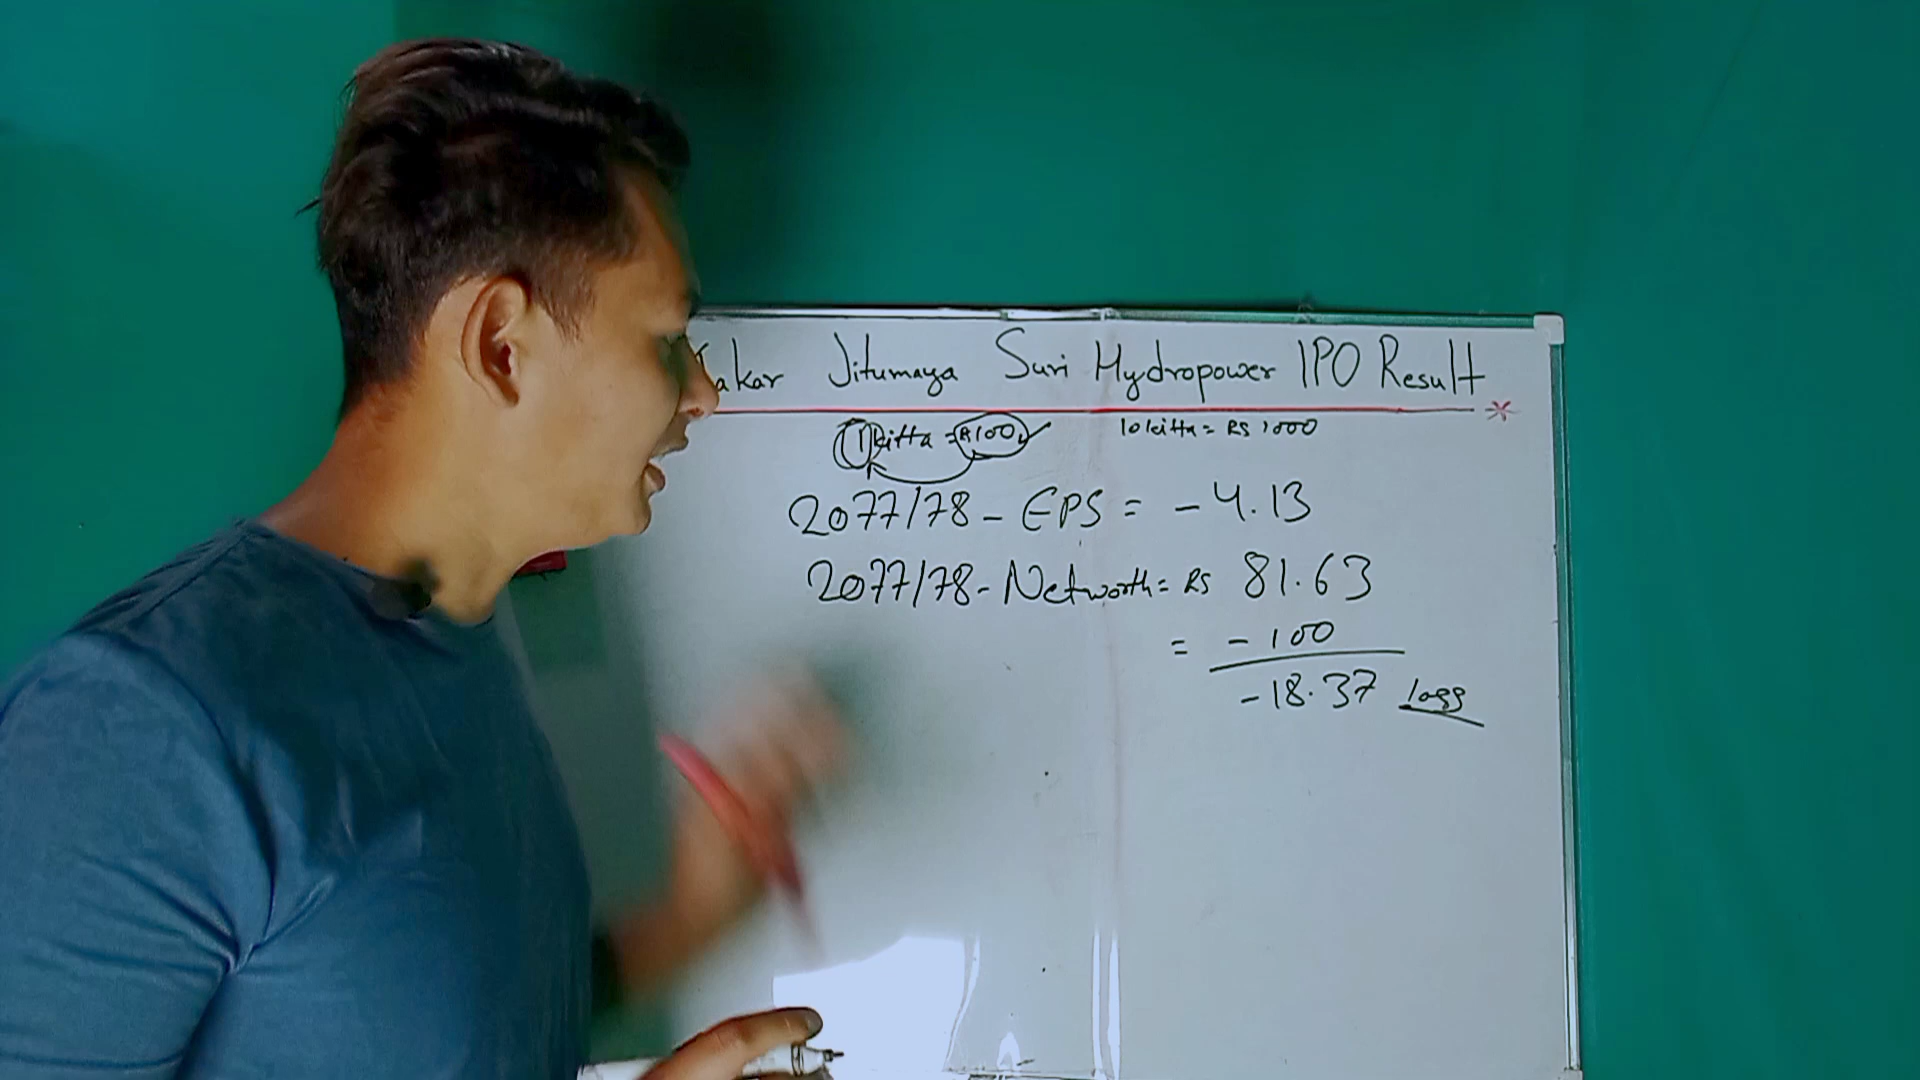 akar Jitumaya Suri Hydropower IPO Result
1 kitta = R 100 10 kitta = RS 1000
2077/78 - EPS = - 4.13
2077/78 - Networth = RS 81.63
= - 100
-18.37 loss